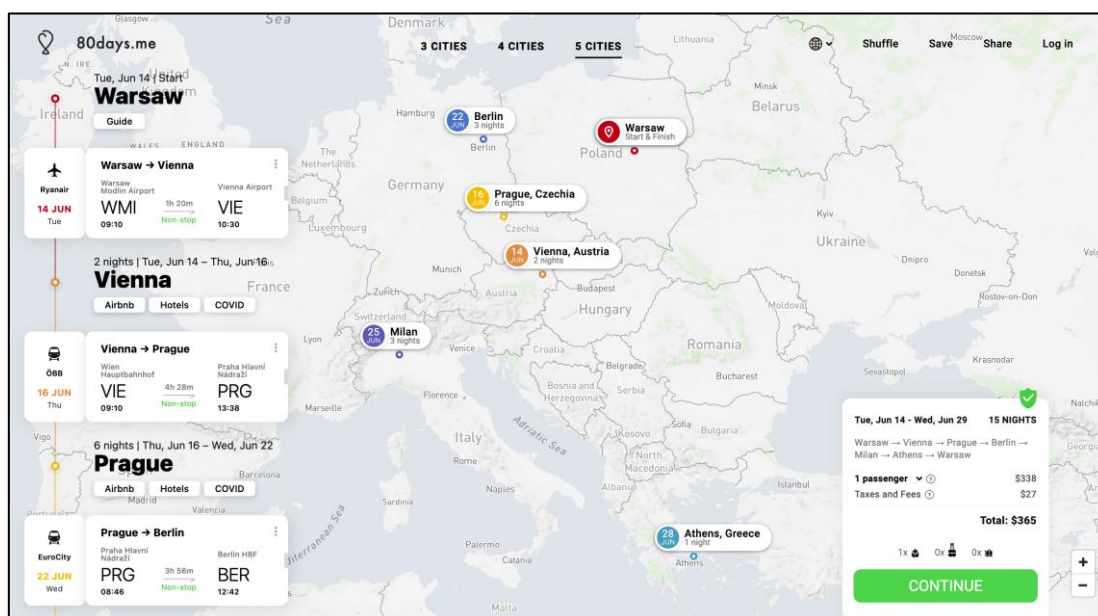 80days.me
3 CITIES
4 CITIES
5 CITIES
Shuffle
Save
Share
Log in
Tue, Jun 14 | Start
Warsaw
Guide
Ryanair
14 JUN
Tue
Warsaw → Vienna
Warsaw
Modlin Airport
Vienna Airport
WMI
1h 20m
VIE
Non-stop
09:10
10:30
2 nights | Tue, Jun 14 – Thu, Jun 16
Vienna
Airbnb
Hotels
COVID
ÖBB
16 JUN
Thu
Vienna → Prague
Wien
Hauptbahnhof
Praha Hlavní
Nádraží
VIE
4h 28m
PRG
Non-stop
09:10
13:38
6 nights | Thu, Jun 16 – Wed, Jun 22
Prague
Airbnb
Hotels
COVID
EuroCity
22 JUN
Wed
Prague → Berlin
Praha Hlavní
Nádraží
Berlin HBF
PRG
3h 56m
BER
Non-stop
08:46
12:42
Glasgow
Sea
Denmark
Lithuania
Moscow
United
Kingdom
N. IRE.
Ireland
WALES
ENGLAND
Minsk
Belarus
Hamburg
22
JUN
Berlin
3 nights
Berlin
Warsaw
Start & Finish
Poland
The
Netherlands
Germany
Belgium
16
JUN
Prague, Czechia
6 nights
Czechia
Luxembourg
Kyiv
Ukraine
14
JUN
Vienna, Austria
2 nights
Dnipro
Donetsk
Paris
France
Munich
Zürich
Austria
Budapest
Hungary
Moldova
Rostov-on-Don
Switzerland
25
JUN
Milan
3 nights
Lyon
Venice
Croatia
Romania
Krasnodar
Belgrade
Bucharest
Sevastopol
Bosnia and
Herzegovina
Serbia
Florence
Marseille
Nalchik
Adriatic Sea
Kosovo
Sofia
Bulgaria
Georgia
Vigo
Italy
Rome
North
Macedonia
Barcelona
Madrid
Albania
Istanbul
Naples
Sardinia
Portugal
Valencia
28
JUN
Athens, Greece
1 night
Athens
Palermo
Catania
Malta
Tue, Jun 14 - Wed, Jun 29
15 NIGHTS
Warsaw → Vienna → Prague → Berlin →
Milan → Athens → Warsaw
1 passenger
$338
Taxes and Fees
$27
Total: $365
1x
0x
0x
CONTINUE
+
−